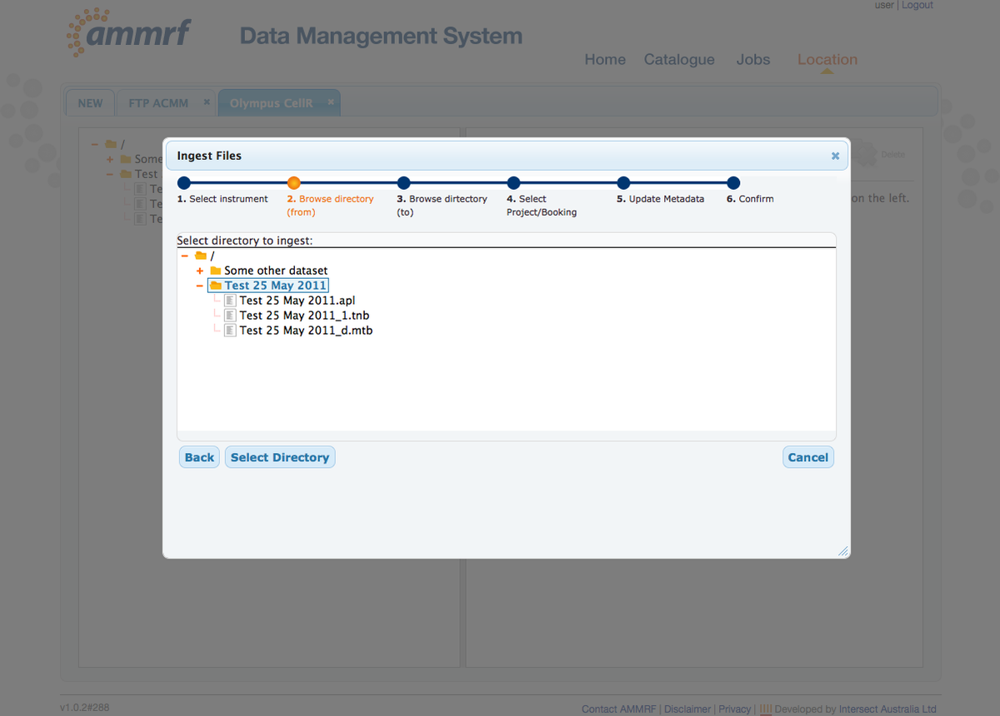 user | Logout
ammrf
Data Management System
Home Catalogue Jobs Location
NEW FTP ACMM × Olympus CellR ×
− /
+ Some
− Test
Te
Te
Te
Delete
on the left.
Ingest Files ×
1. Select instrument
2. Browse directory
(from)
3. Browse dirtectory
(to)
4. Select
Project/Booking
5. Update Metadata
6. Confirm
Select directory to ingest:
− /
+ Some other dataset
− Test 25 May 2011
Test 25 May 2011.apl
Test 25 May 2011_1.tnb
Test 25 May 2011_d.mtb
Back Select Directory Cancel
v1.0.2#288
Contact AMMRF | Disclaimer | Privacy | Developed by Intersect Australia Ltd